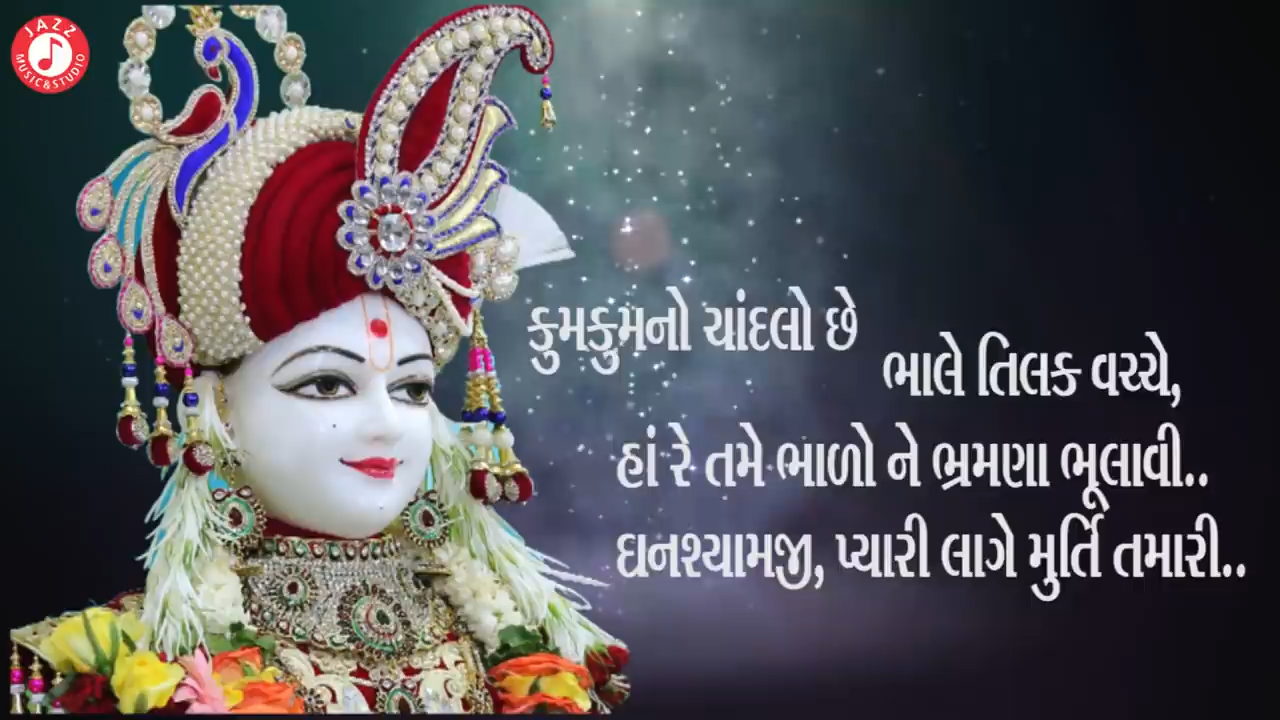 JAZZ
MUSIC&STUDIO
કુમકુમનો ચાંદલો છે
ભાલે તિલક વચ્ચે,
હાં રે તમે ભાળો ને ભ્રમણા ભૂલાવી..
ઘનશ્યામજી, પ્યારી લાગે મુર્તિ તમારી..